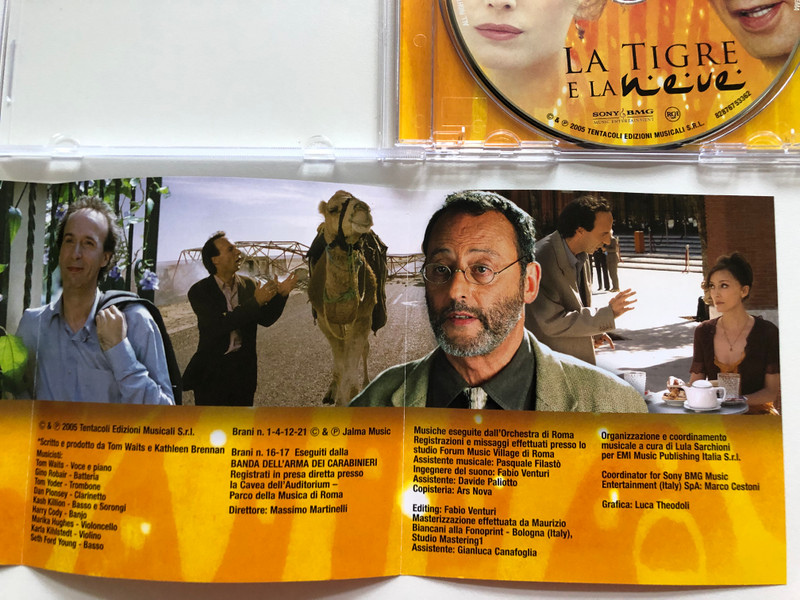 LA TIGRE
E LA neve
SONY BMG
MUSIC ENTERTAINMENT
RCA
82876753362
© & ℗ 2005 TENTACOLI EDIZIONI MUSICALI S.R.L.
© & ℗ 2005 Tentacoli Edizioni Musicali S.r.l.
*Scritto e prodotto da Tom Waits e Kathleen Brennan
Musicisti:
Tom Waits - Voce e piano
Gino Robair - Batteria
Tom Yoder - Trombone
Dan Plonsey - Clarinetto
Kash Killion - Basso e Sorongi
Harry Cody - Banjo
Marika Hughes - Violoncello
Karla Kihlstedt - Violino
Seth Ford Young - Basso
Brani n. 1-4-12-21 © & ℗ Jalma Music
Brani n. 16-17 Eseguiti dalla
BANDA DELL'ARMA DEI CARABINIERI
Registrati in presa diretta presso
la Cavea dell'Auditorium –
Parco della Musica di Roma
Direttore: Massimo Martinelli
Musiche eseguite dall'Orchestra di Roma
Registrazioni e missaggi effettuati presso lo
studio Forum Music Village di Roma
Assistente musicale: Pasquale Filastò
Ingegnere del suono: Fabio Venturi
Assistente: Davide Paliotto
Copisteria: Ars Nova
Editing: Fabio Venturi
Masterizzazione effettuata da Maurizio
Biancani alla Fonoprint - Bologna (Italy),
Studio Mastering1
Assistente: Gianluca Canafoglia
Organizzazione e coordinamento
musicale a cura di Lula Sarchioni
per EMI Music Publishing Italia S.r.l.
Coordinator for Sony BMG Music
Entertainment (Italy) SpA: Marco Cestoni
Grafica: Luca Theodoli